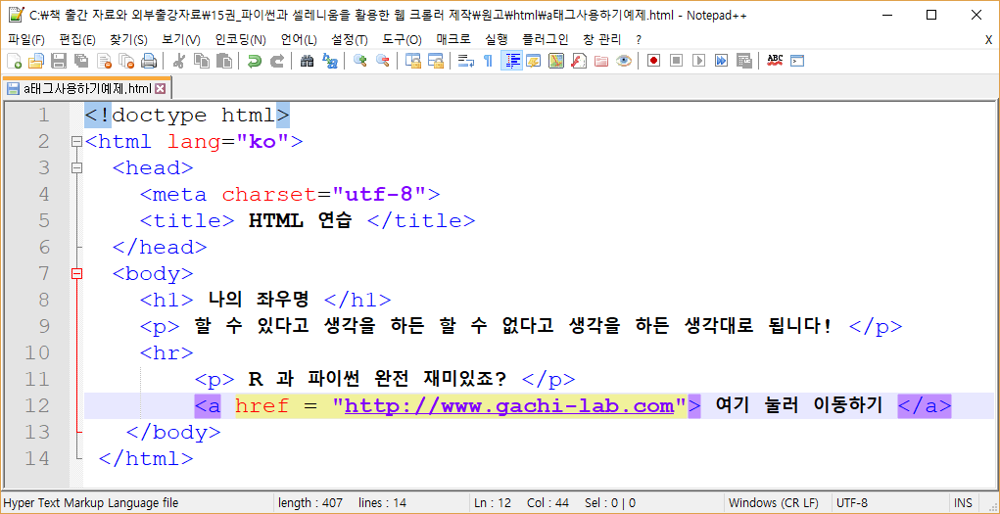 C:₩책 출간 자료와 외부출강자료₩15권_파이썬과 셀레니움을 활용한 웹 크롤러 제작₩원고₩html₩a태그사용하기예제.html - Notepad++
파일(F) 편집(E) 찾기(S) 보기(V) 인코딩(N) 언어(L) 설정(T) 도구(O) 매크로 실행 플러그인 창 관리 ? X
a태그사용하기예제.html
1 <!doctype html>
2 <html lang="ko">
3 <head>
4 <meta charset="utf-8">
5 <title> HTML 연습 </title>
6 </head>
7 <body>
8 <h1> 나의 좌우명 </h1>
9 <p> 할 수 있다고 생각을 하든 할 수 없다고 생각을 하든 생각대로 됩니다! </p>
10 <hr>
11 <p> R 과 파이썬 완전 재미있죠? </p>
12 <a href = "http://www.gachi-lab.com"> 여기 눌러 이동하기 </a>
13 </body>
14 </html>
Hyper Text Markup Language file length : 407 lines : 14 Ln : 12 Col : 44 Sel : 0 | 0 Windows (CR LF) UTF-8 INS